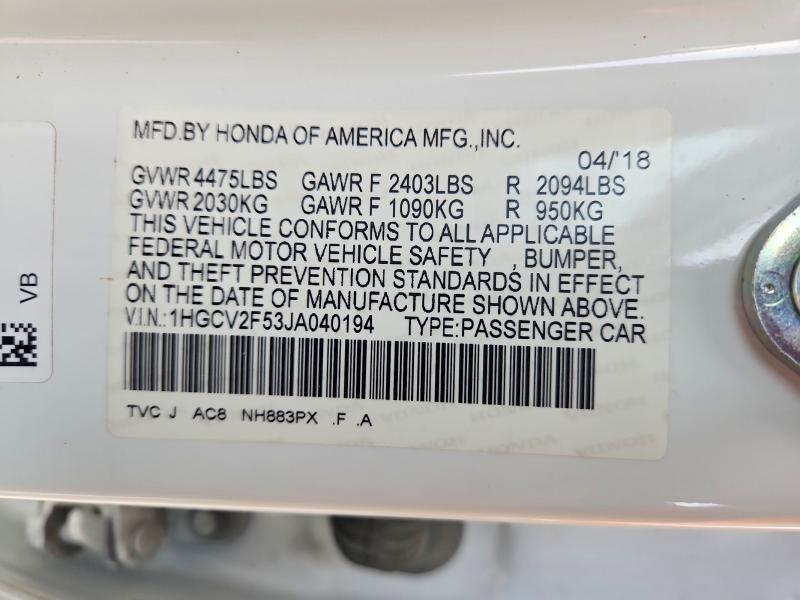 MFD.BY HONDA OF AMERICA MFG.,INC.
04/'18
GVWR 4475LBS GAWR F 2403LBS R 2094LBS
GVWR 2030KG GAWR F 1090KG R 950KG
THIS VEHICLE CONFORMS TO ALL APPLICABLE
FEDERAL MOTOR VEHICLE SAFETY , BUMPER,
AND THEFT PREVENTION STANDARDS IN EFFECT
ON THE DATE OF MANUFACTURE SHOWN ABOVE.
V.I.N.:1HGCV2F53JA040194 TYPE:PASSENGER CAR
TVC J AC8 NH883PX .F .A
VB